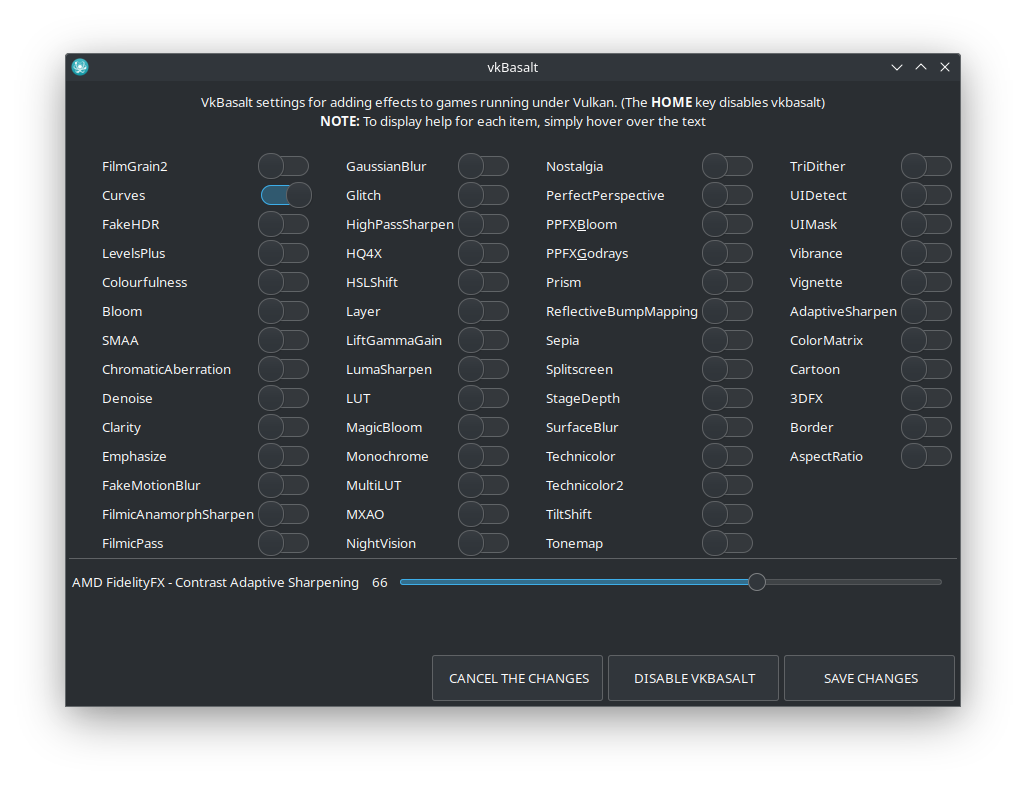 vkBasalt
VkBasalt settings for adding effects to games running under Vulkan. (The HOME key disables vkbasalt)
NOTE: To display help for each item, simply hover over the text
FilmGrain2 GaussianBlur Nostalgia TriDither
Curves Glitch PerfectPerspective UIDetect
FakeHDR HighPassSharpen PPFXBloom UIMask
LevelsPlus HQ4X PPFXGodrays Vibrance
Colourfulness HSLShift Prism Vignette
Bloom Layer ReflectiveBumpMapping AdaptiveSharpen
SMAA LiftGammaGain Sepia ColorMatrix
ChromaticAberration LumaSharpen Splitscreen Cartoon
Denoise LUT StageDepth 3DFX
Clarity MagicBloom SurfaceBlur Border
Emphasize Monochrome Technicolor AspectRatio
FakeMotionBlur MultiLUT Technicolor2
FilmicAnamorphSharpen MXAO TiltShift
FilmicPass NightVision Tonemap
AMD FidelityFX - Contrast Adaptive Sharpening 66
CANCEL THE CHANGES DISABLE VKBASALT SAVE CHANGES